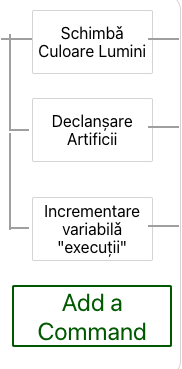 Schimbă
Culoare Lumini
Declanșare
Artificii
Incrementare
variabilă
"execuții"
Add a
Command